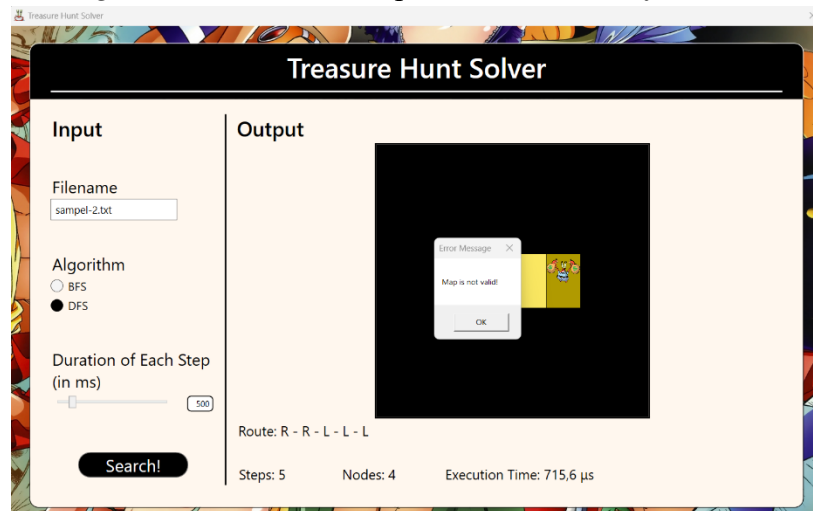 Treasure Hunt Solver
Treasure Hunt Solver
Input
Output
Filename
sampel-2.txt
Error Message
Map is not valid!
OK
Algorithm
BFS
DFS
Duration of Each Step
(in ms)
500
Route: R - R - L - L - L
Search!
Steps: 5 Nodes: 4 Execution Time: 715,6 µs